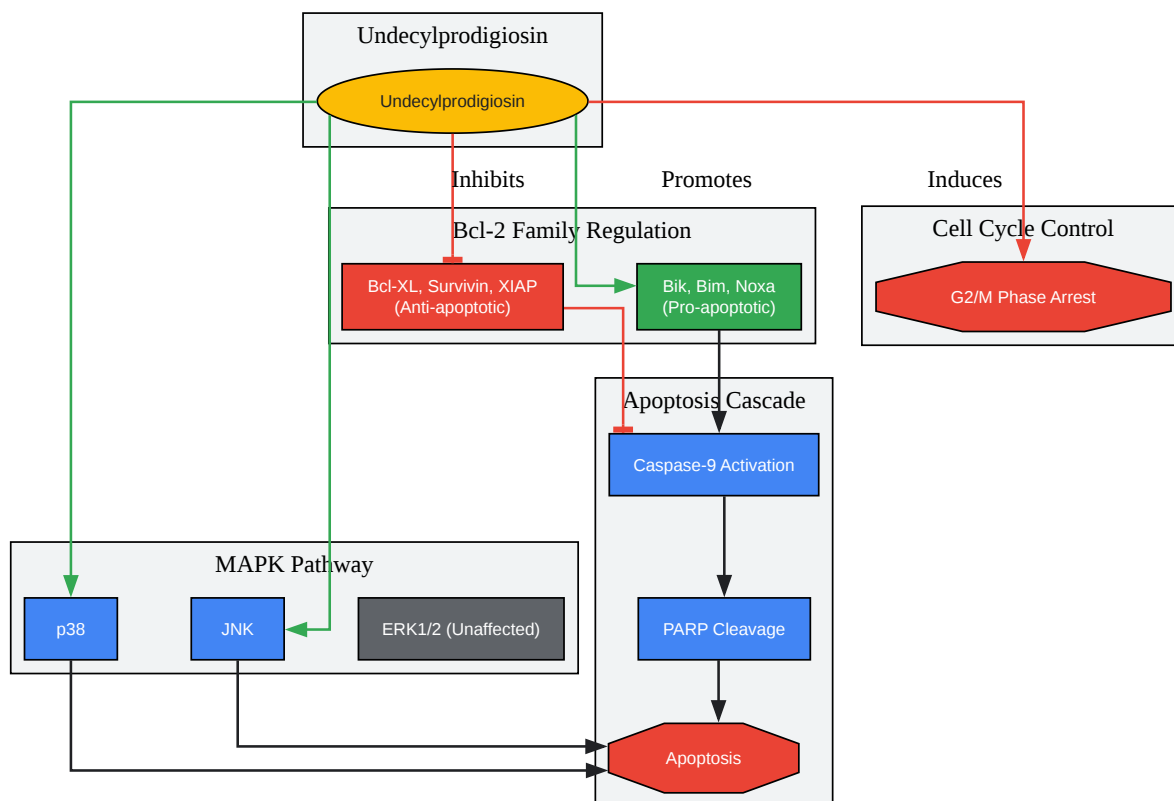 Undecylprodigiosin
Undecylprodigiosin
Inhibits
Promotes
Induces
Bcl-2 Family Regulation
Cell Cycle Control
Bcl-XL, Survivin, XIAP
(Anti-apoptotic)
Bik, Bim, Noxa
(Pro-apoptotic)
G2/M Phase Arrest
Apoptosis Cascade
Caspase-9 Activation
MAPK Pathway
p38
JNK
ERK1/2 (Unaffected)
PARP Cleavage
Apoptosis